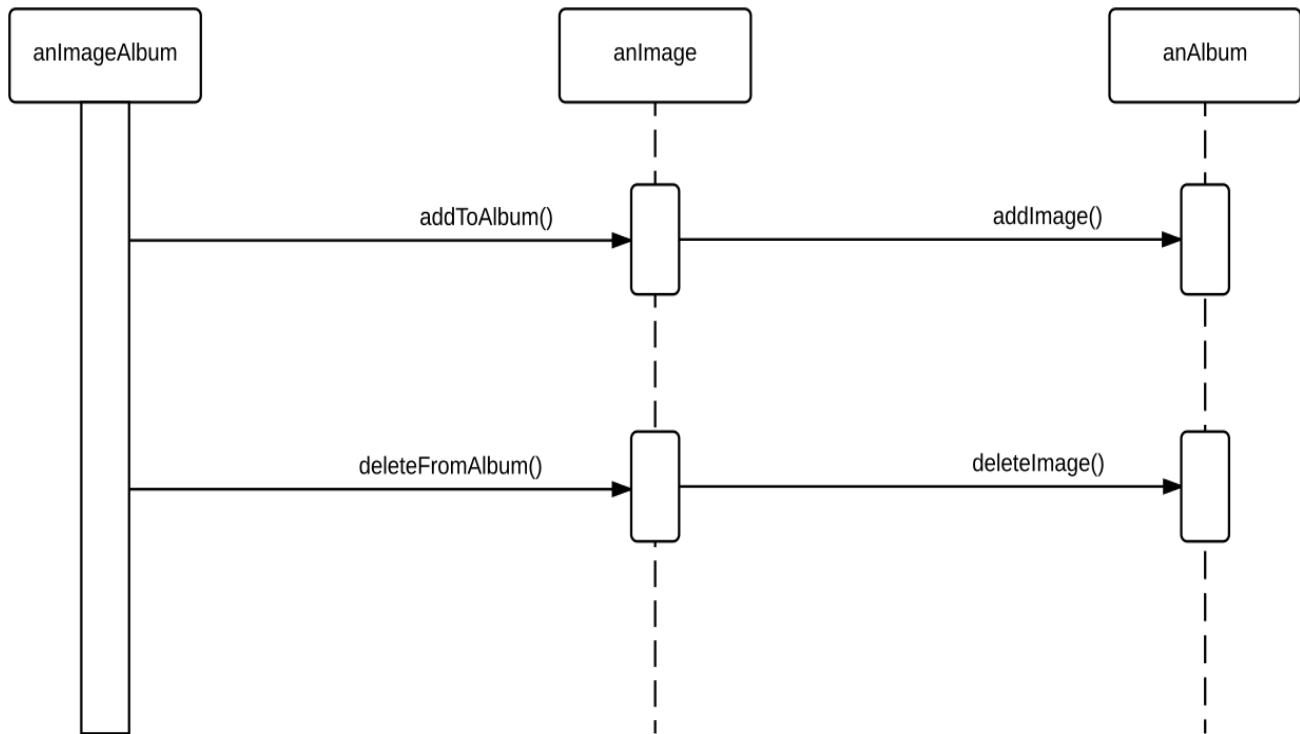 anImageAlbum
anImage
anAlbum
addToAlbum()
addImage()
deleteFromAlbum()
deleteImage()